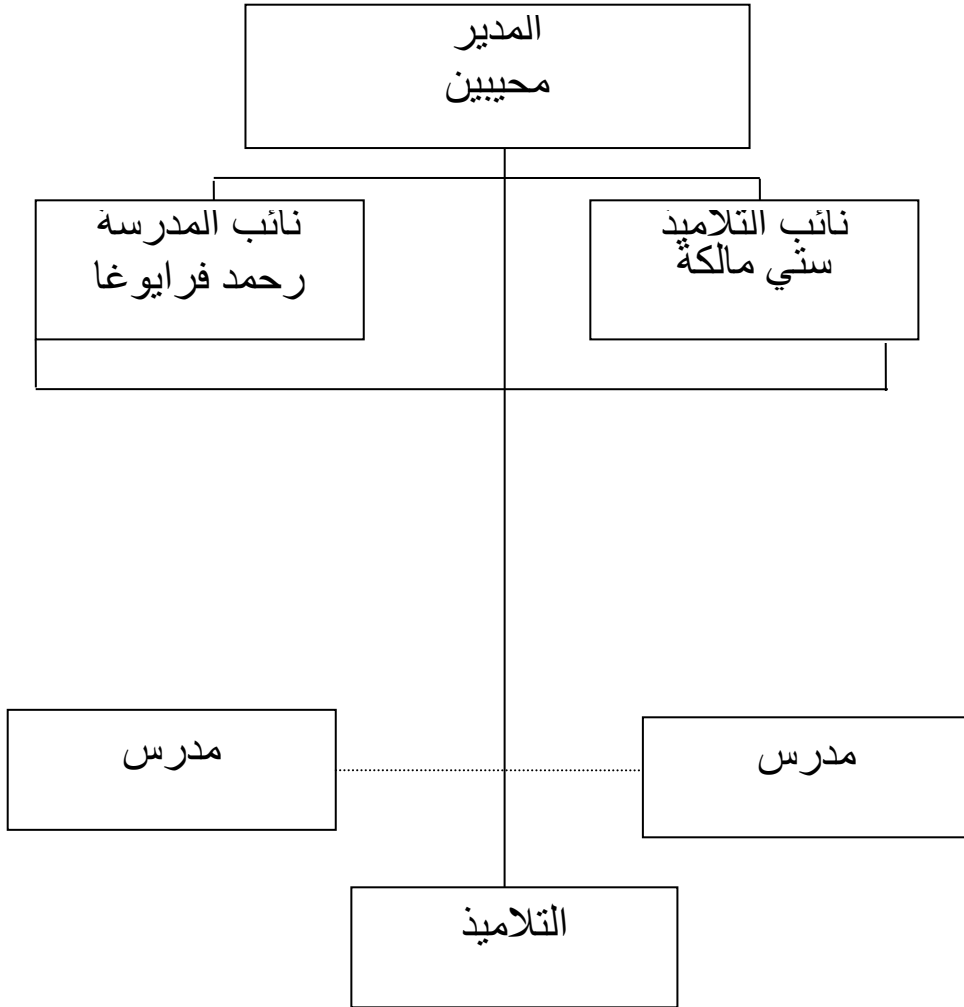 المدير
محيبين
نائب التلاميذ
ستي مالكة
نائب المدرسة
رحمد فرايوغا
مدرس
مدرس
التلاميذ